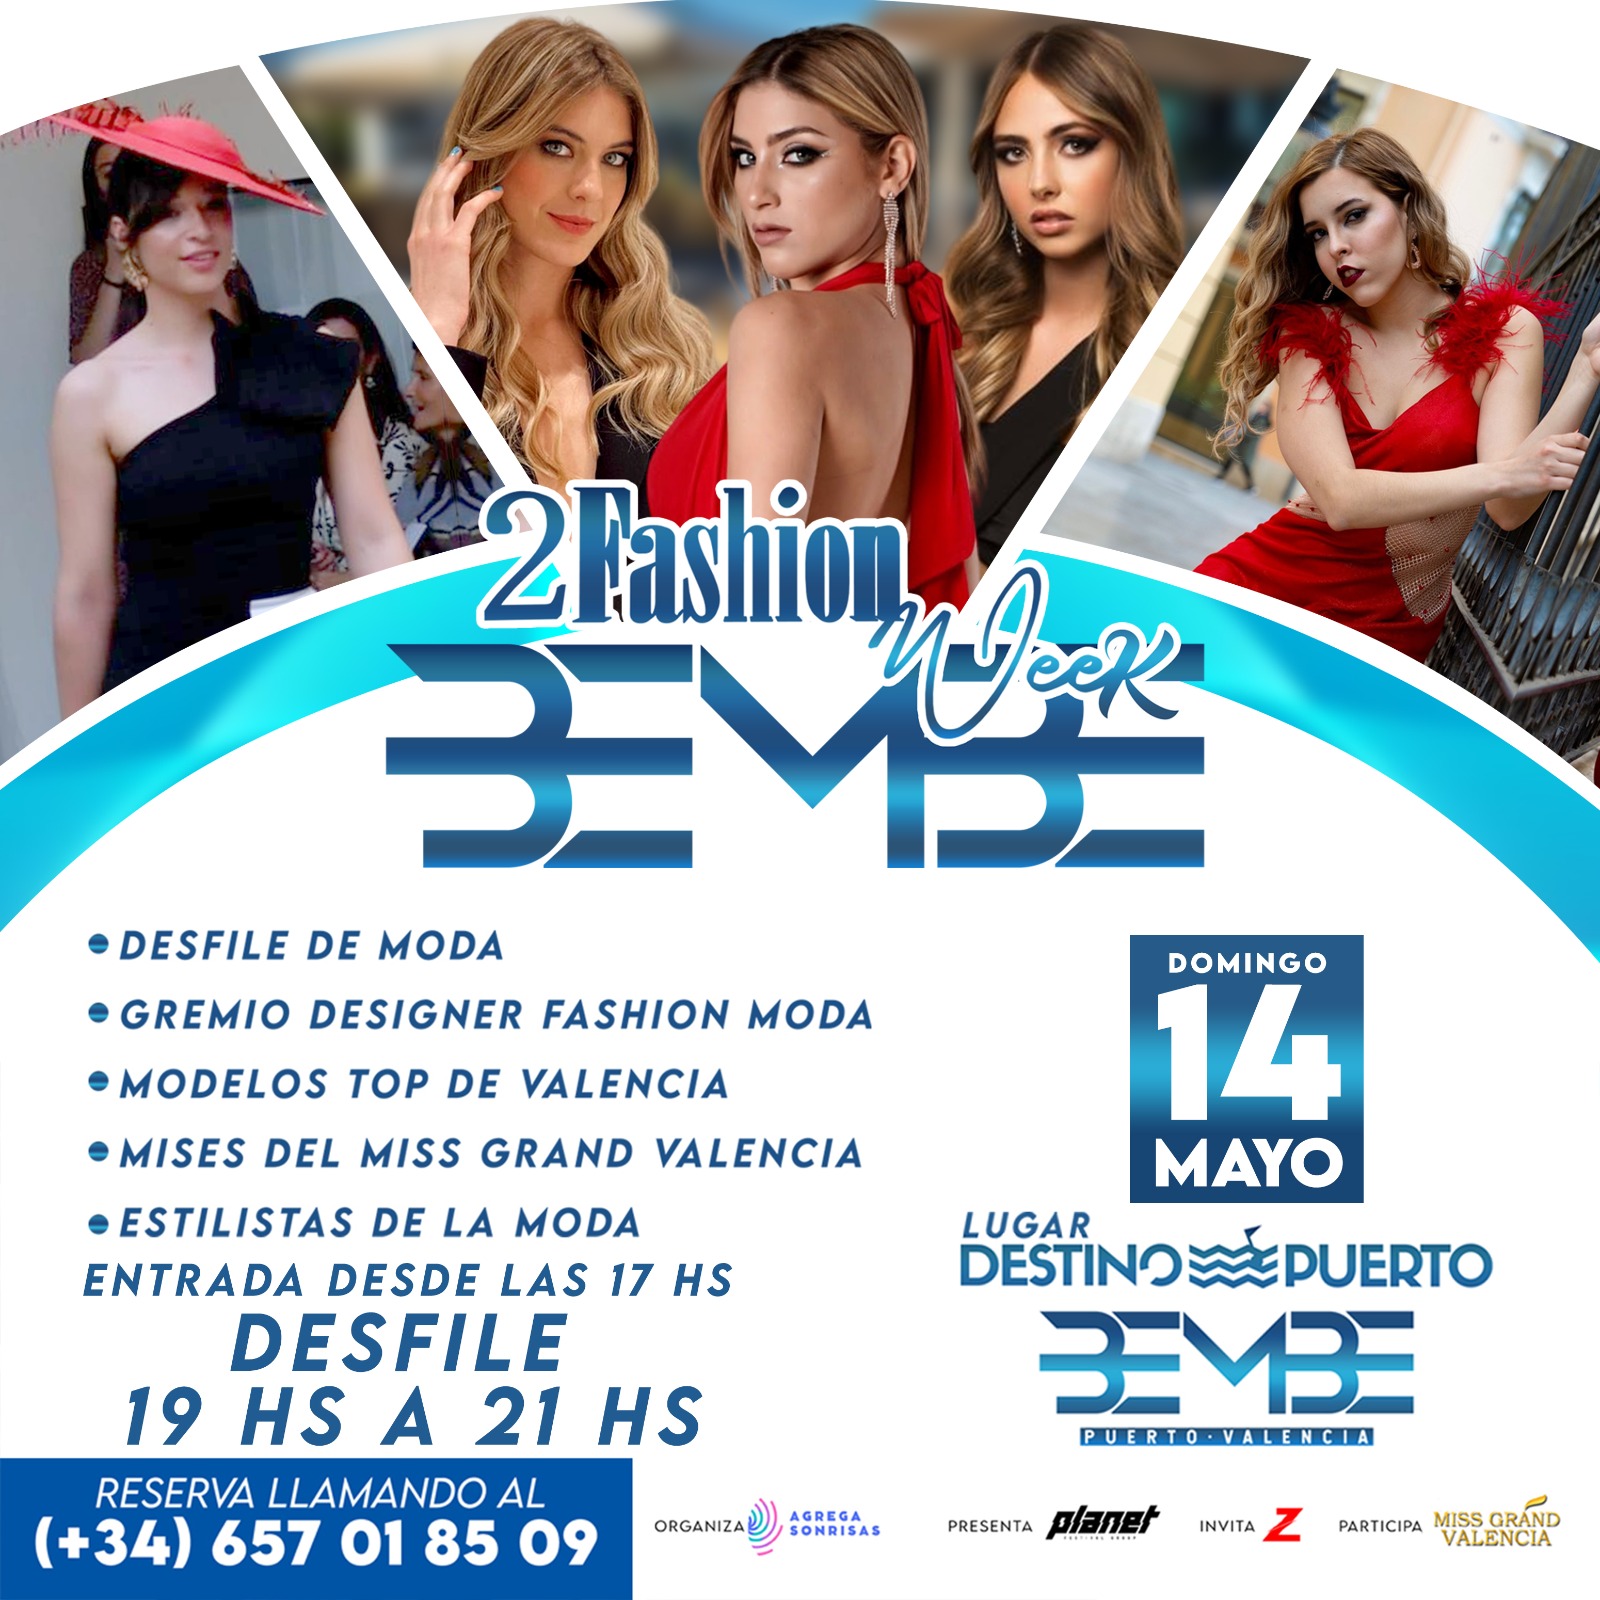 2 Fashion
Week
BEMBE
DESFILE DE MODA
GREMIO DESIGNER FASHION MODA
MODELOS TOP DE VALENCIA
MISES DEL MISS GRAND VALENCIA
ESTILISTAS DE LA MODA
ENTRADA DESDE LAS 17 HS
DESFILE
19 HS A 21 HS
DOMINGO
14
MAYO
LUGAR
DESTINO PUERTO
BEMBE
PUERTO·VALENCIA
RESERVA LLAMANDO AL
(+34) 657 01 85 09
ORGANIZA AGREGA SONRISAS
PRESENTA planet
INVITA Z
PARTICIPA MISS GRAND VALENCIA